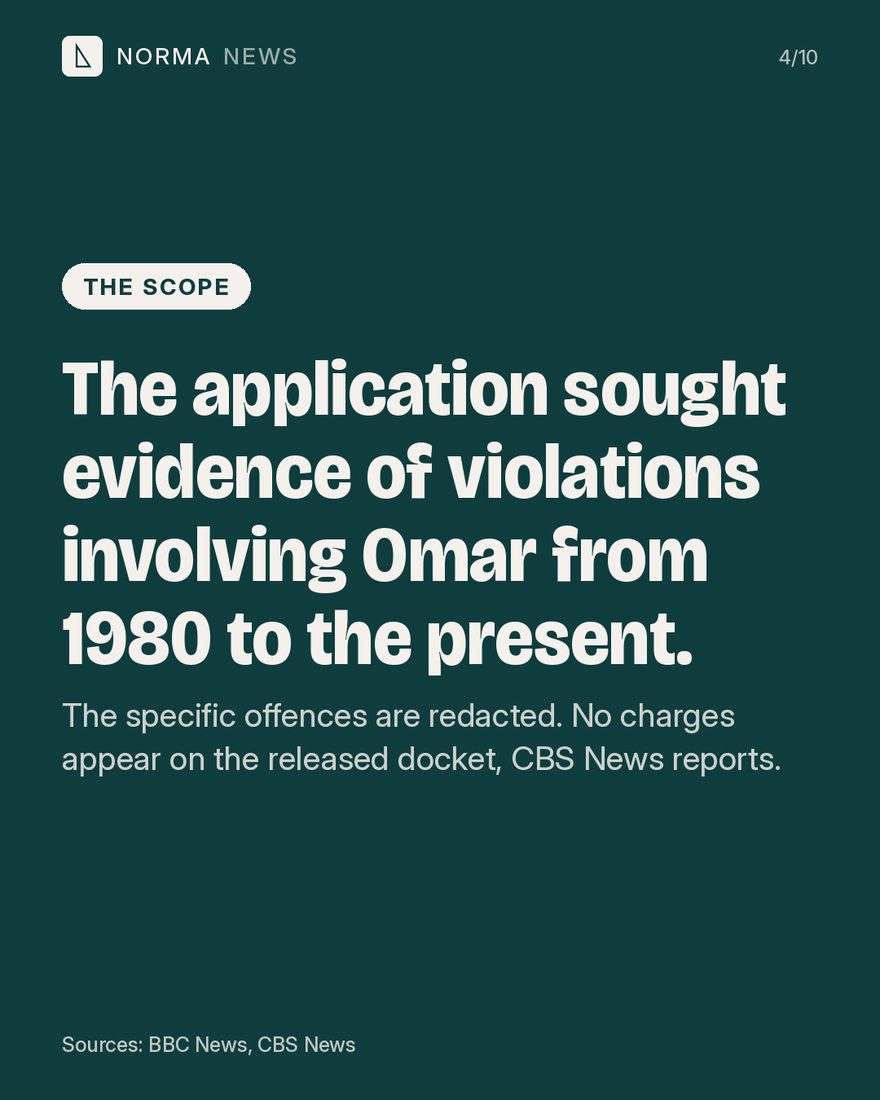 NORMA NEWS
4/10
THE SCOPE
The application sought
evidence of violations
involving Omar from
1980 to the present.
The specific offences are redacted. No charges
appear on the released docket, CBS News reports.
Sources: BBC News, CBS News